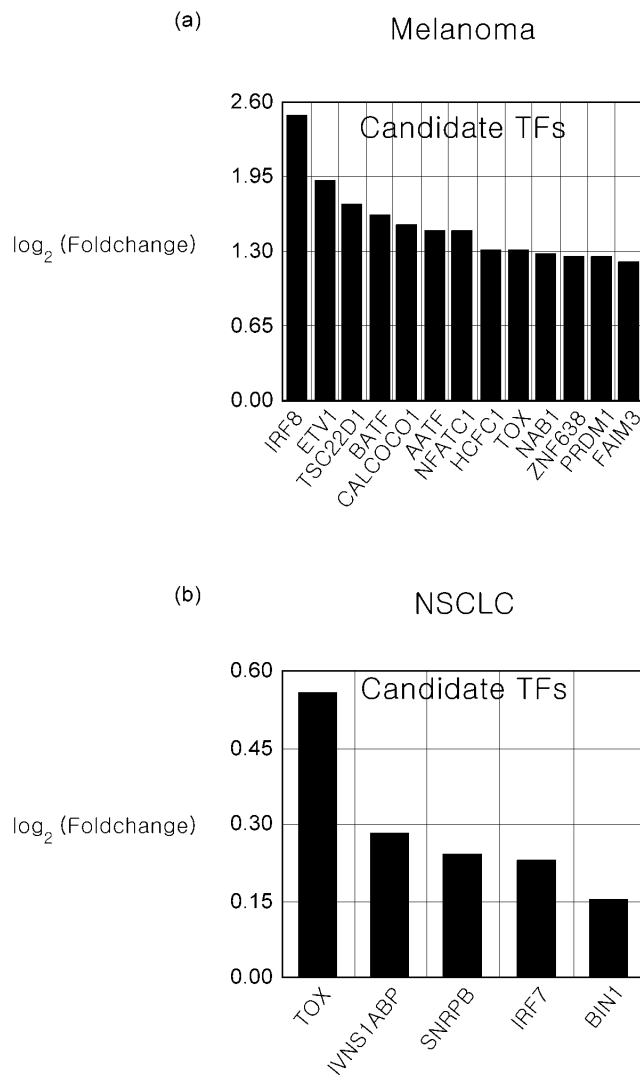 (a)
Melanoma
Candidate TFs
log2 (Foldchange)
2.60
1.95
1.30
0.65
0.00
IRF8
ETV1
TSC22D1
BATF
CALCOCO1
AATF
NFATC1
HCFC1
TOX
NAB1
ZNF638
PRDM1
FAIM3
(b)
NSCLC
Candidate TFs
log2 (Foldchange)
0.60
0.45
0.30
0.15
0.00
TOX
IVNS1ABP
SNRPB
IRF7
BIN1